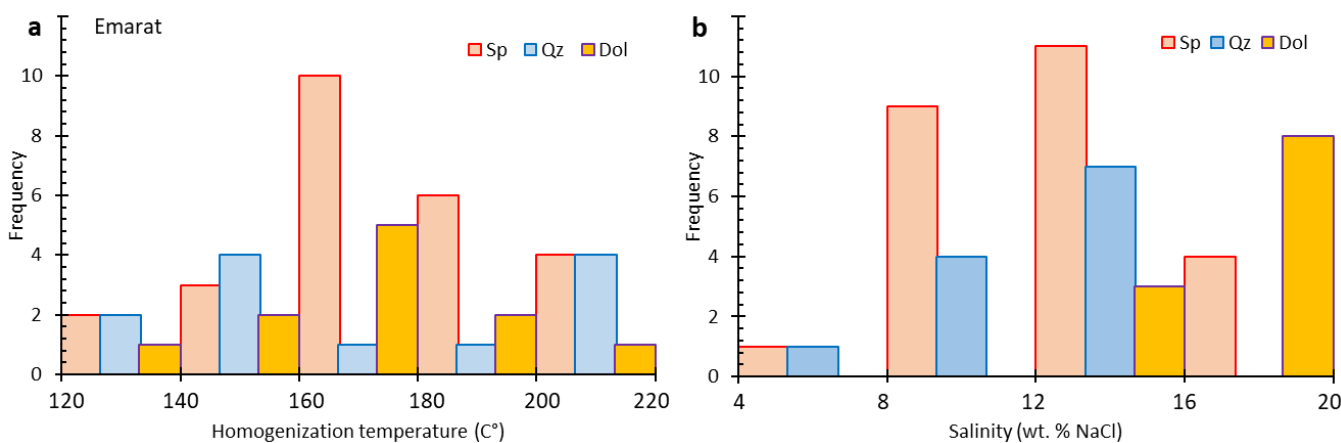 a Emarat
Sp Qz Dol
Frequency
10
8
6
4
2
0
120 140 160 180 200 220
Homogenization temperature (C°)
b
Sp Qz Dol
Frequency
12
10
8
6
4
2
0
4 8 12 16 20
Salinity (wt. % NaCl)